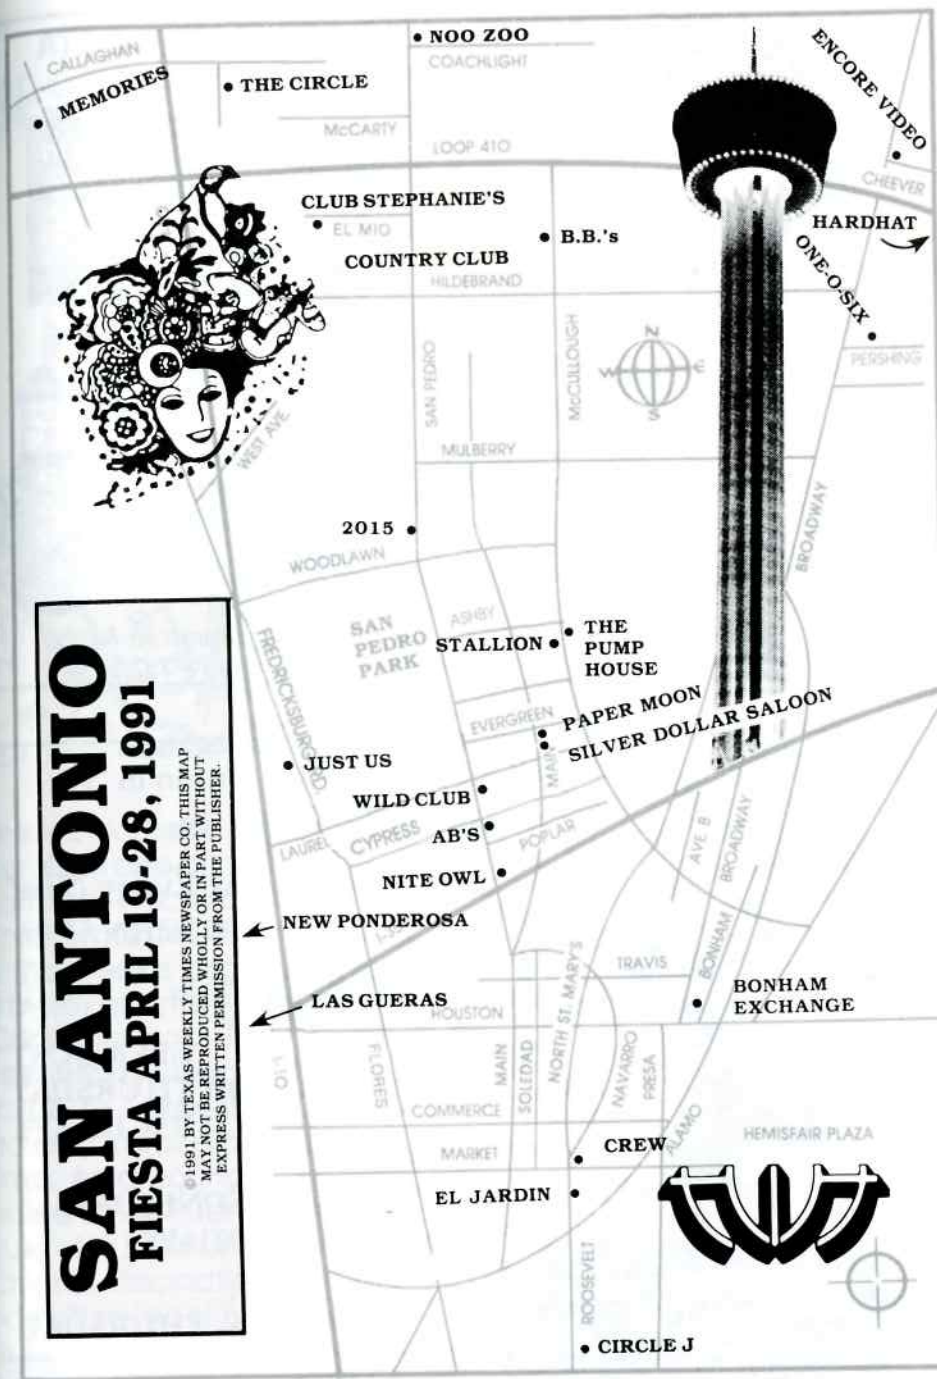 NOO ZOO
CALLAGHAN
COACHLIGHT
ENCORE VIDEO
MEMORIES
THE CIRCLE
McCARTY
LOOP 410
CHEEVER
CLUB STEPHANIE'S
EL MIO
HARDHAT
B.B.'s
COUNTRY CLUB
ONE-O-SIX
HILDEBRAND
SAN PEDRO
McCULLOUGH
N
W
E
S
PERSHING
WEST AVE
MULBERRY
BROADWAY
2015
WOODLAWN
SAN
PEDRO
PARK
ASHBY
FREDRICKSBURG RD
STALLION
THE
PUMP
HOUSE
EVERGREEN
PAPER MOON
SILVER DOLLAR SALOON
MAIN
JUST US
WILD CLUB
LAUREL
CYPRESS
AB'S
POPLAR
AVE B
BROADWAY
NITE OWL
NEW PONDEROSA
I-35
BONHAM
TRAVIS
NORTH ST. MARY'S
LAS GUERAS
HOUSTON
BONHAM
EXCHANGE
I-10
FLORES
MAIN
SOLEDAD
NAVARRO
PRESA
COMMERCE
ALAMO
HEMISFAIR PLAZA
MARKET
CREW
EL JARDIN
ROOSEVELT
CIRCLE J
SAN ANTONIO
FIESTA APRIL 19-28, 1991
©1991 BY TEXAS WEEKLY TIMES NEWSPAPER CO. THIS MAP
MAY NOT BE REPRODUCED WHOLLY OR IN PART WITHOUT
EXPRESS WRITTEN PERMISSION FROM THE PUBLISHER.